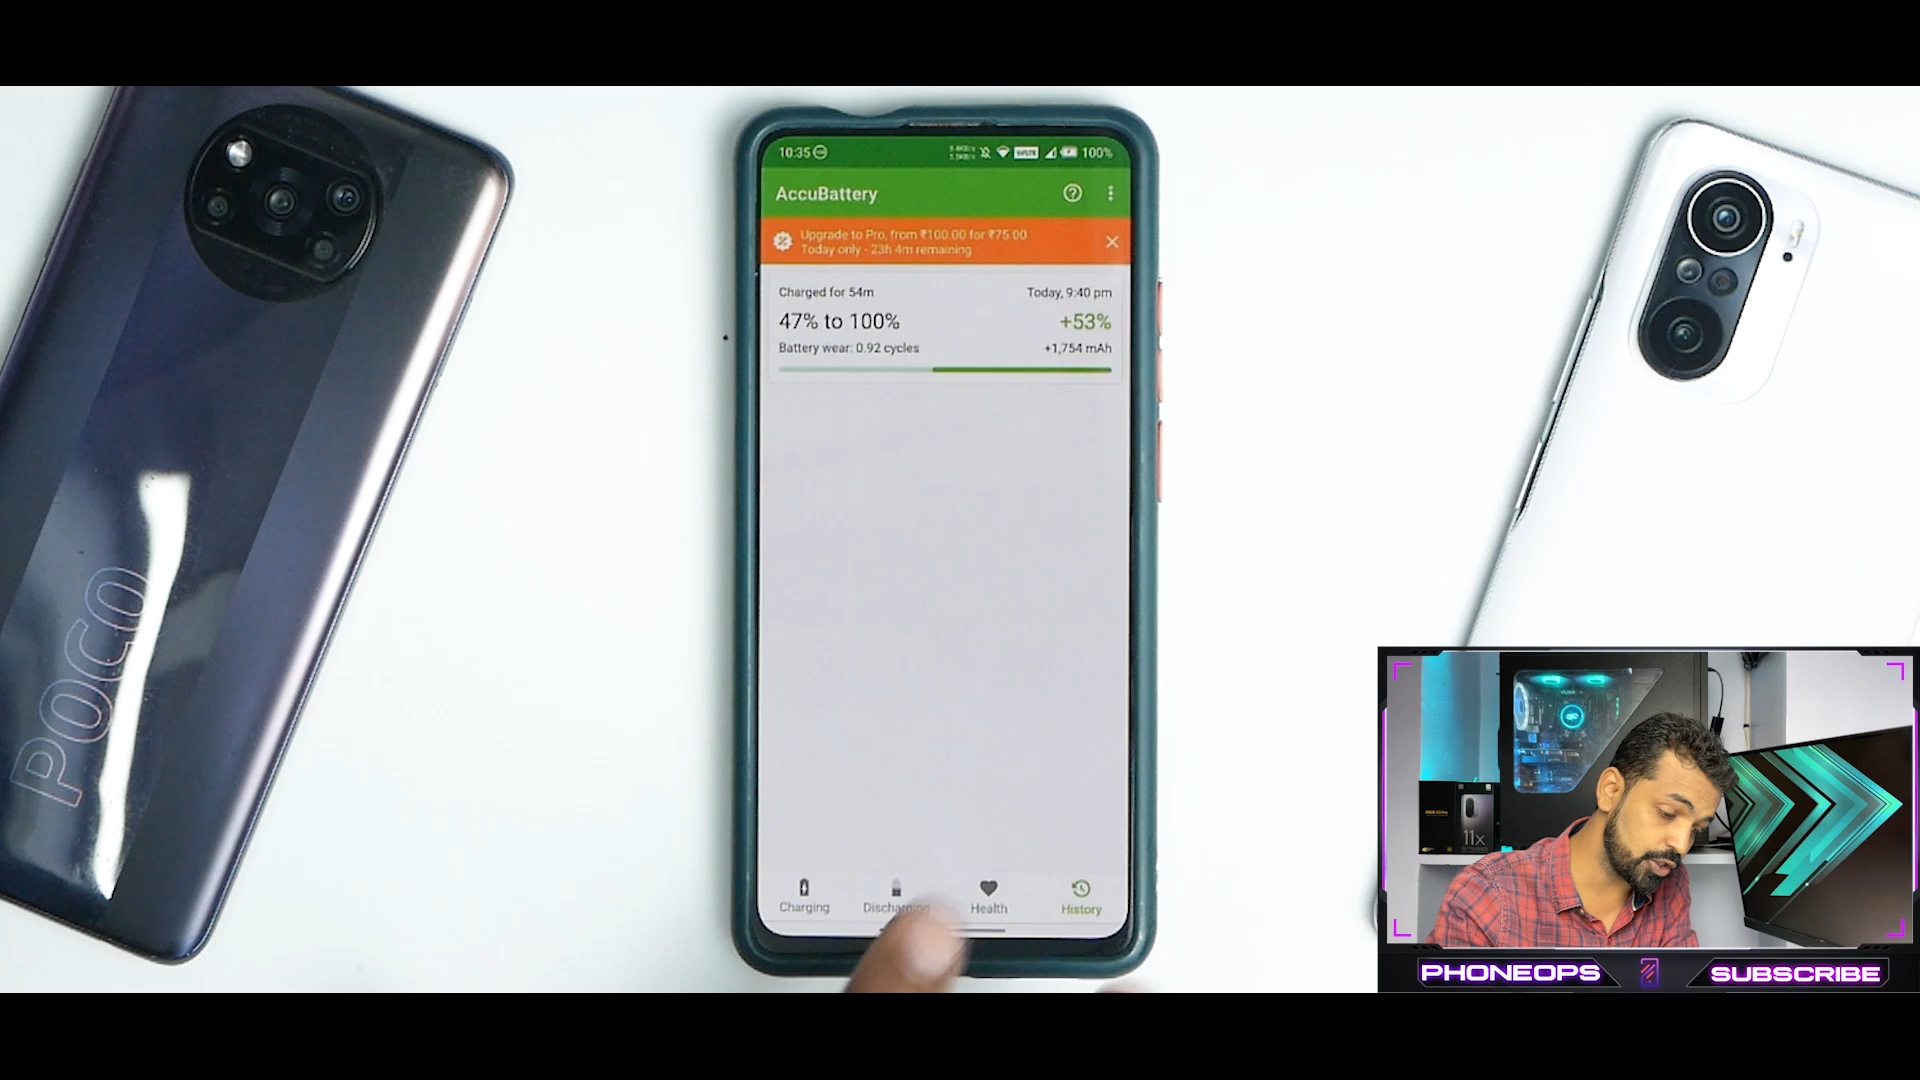 10:35
100%
AccuBattery
Upgrade to Pro, from ₹100.00 for ₹75.00
Today only - 23h 4m remaining
Charged for 54m
Today, 9:40 pm
47% to 100%
+53%
Battery wear: 0.92 cycles
+1,754 mAh
Charging
Discharging
Health
History
POCO
11x
PHONEOPS
SUBSCRIBE